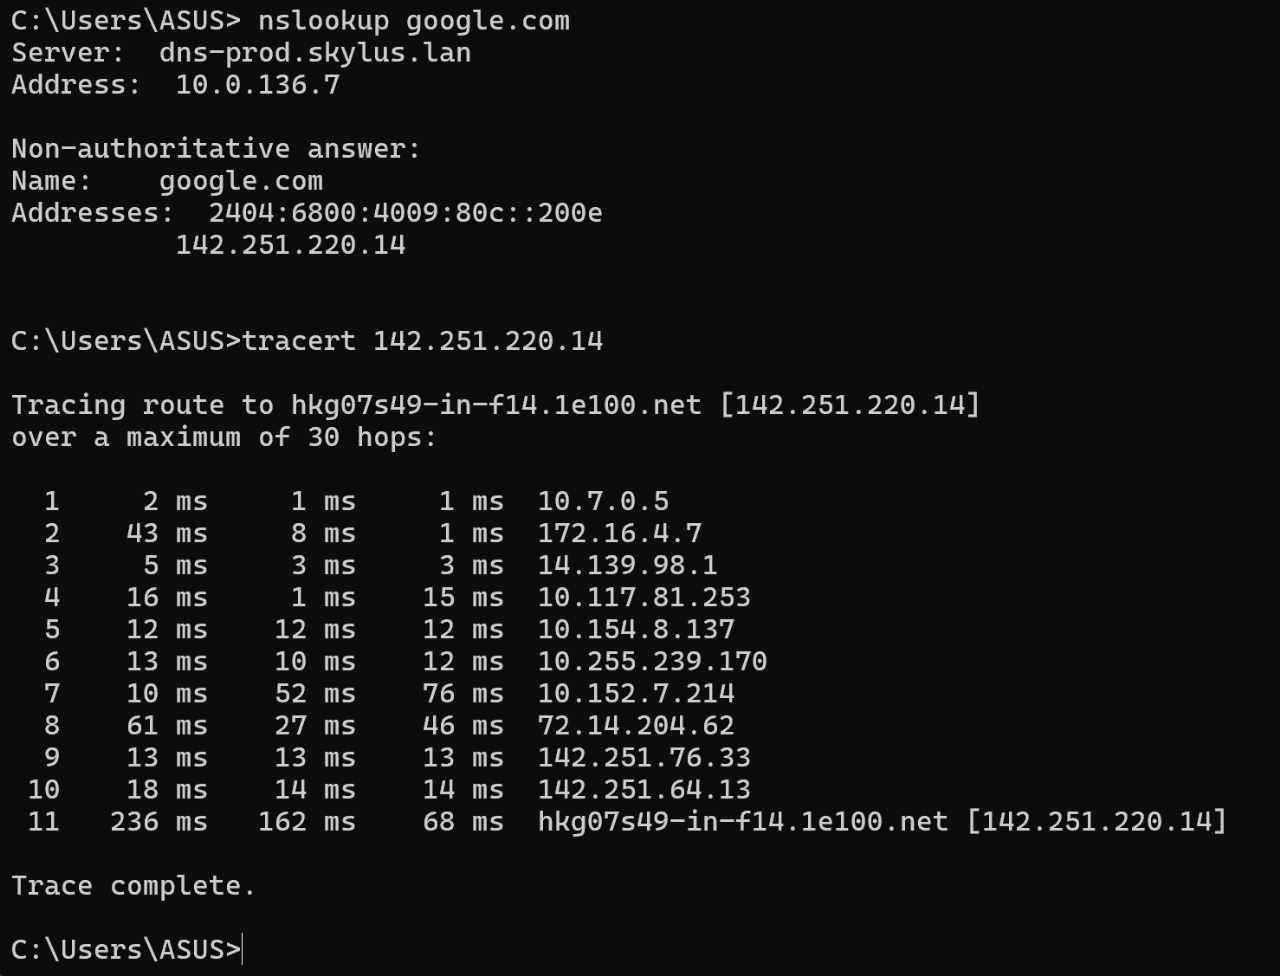 C:\Users\ASUS> nslookup google.com
Server:  dns-prod.skylus.lan
Address:  10.0.136.7

Non-authoritative answer:
Name:    google.com
Addresses:  2404:6800:4009:80c::200e
          142.251.220.14


C:\Users\ASUS>tracert 142.251.220.14

Tracing route to hkg07s49-in-f14.1e100.net [142.251.220.14]
over a maximum of 30 hops:

  1     2 ms     1 ms     1 ms  10.7.0.5
  2    43 ms     8 ms     1 ms  172.16.4.7
  3     5 ms     3 ms     3 ms  14.139.98.1
  4    16 ms     1 ms    15 ms  10.117.81.253
  5    12 ms    12 ms    12 ms  10.154.8.137
  6    13 ms    10 ms    12 ms  10.255.239.170
  7    10 ms    52 ms    76 ms  10.152.7.214
  8    61 ms    27 ms    46 ms  72.14.204.62
  9    13 ms    13 ms    13 ms  142.251.76.33
 10    18 ms    14 ms    14 ms  142.251.64.13
 11   236 ms   162 ms    68 ms  hkg07s49-in-f14.1e100.net [142.251.220.14]

Trace complete.

C:\Users\ASUS>